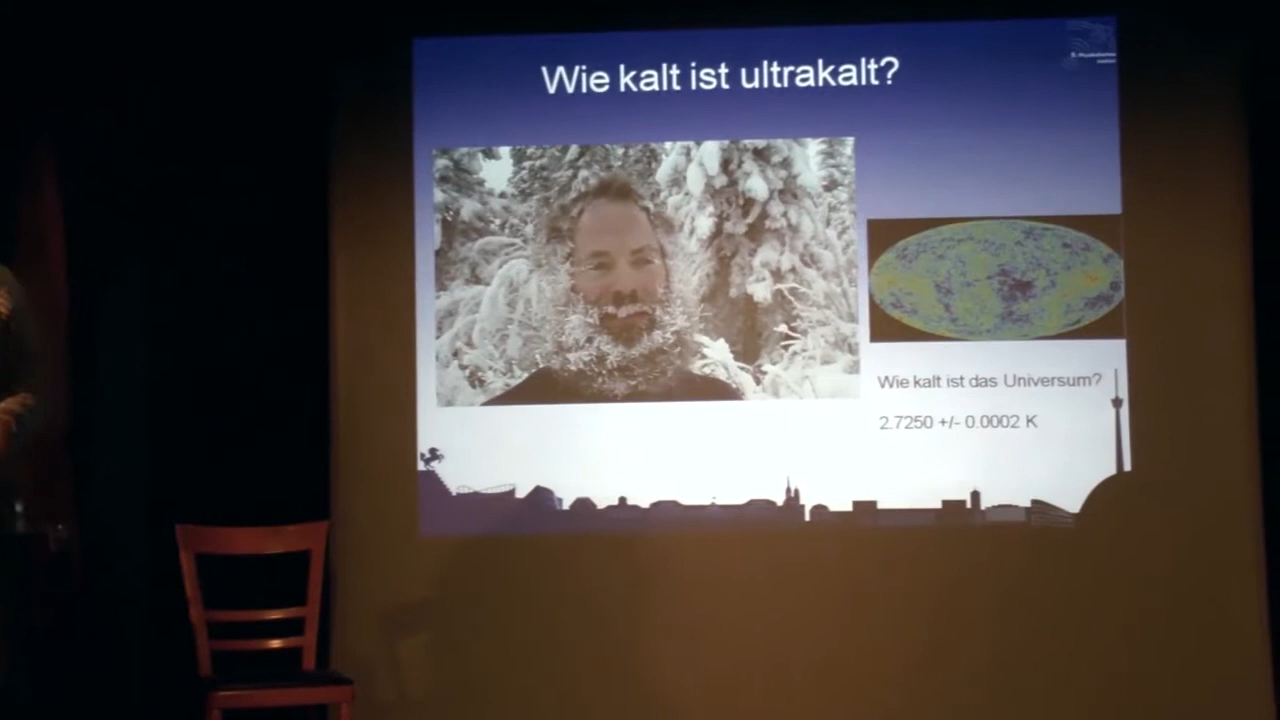 Wie kalt ist ultrakalt?
Wie kalt ist das Universum?
2.7250 +/- 0.0002 K